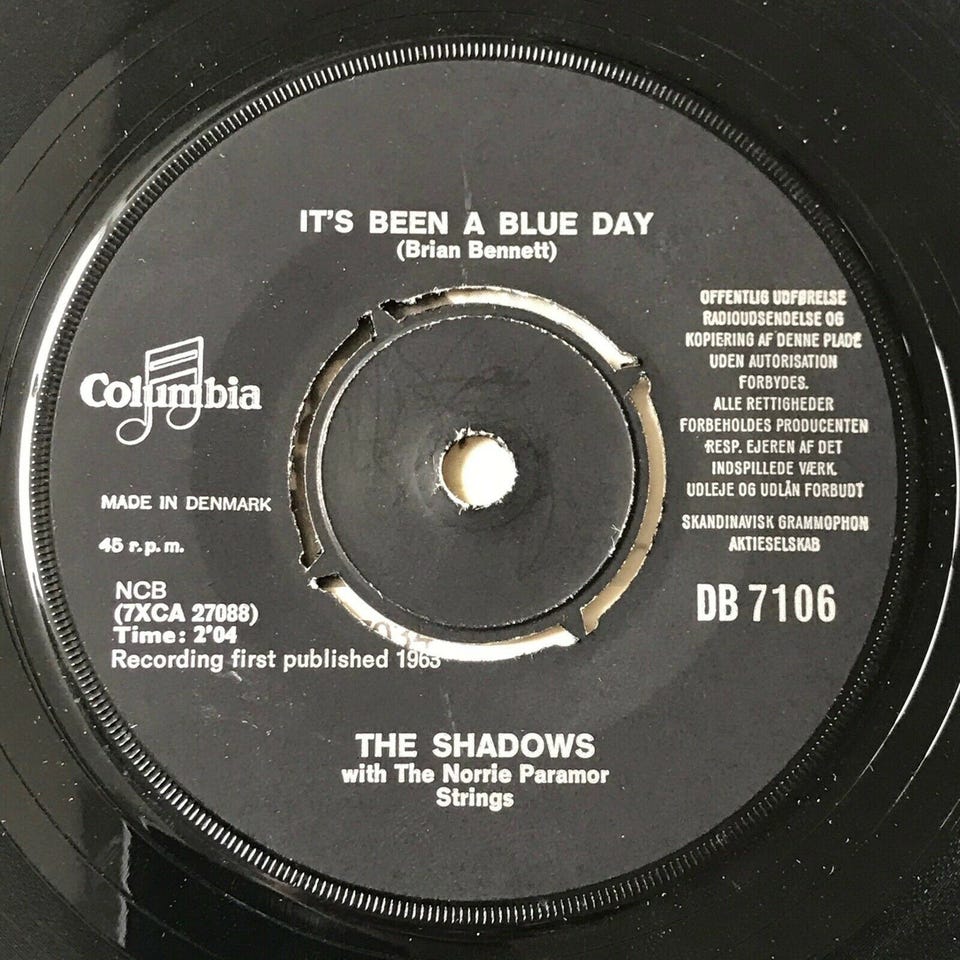 IT'S BEEN A BLUE DAY
(Brian Bennett)
Columbia
MADE IN DENMARK
45 r.p.m.
NCB
(7XCA 27088)
Time: 2'04
Recording first published 1963
OFFENTLIG UDFØRELSE
RADIOUDSENDELSE OG
KOPIERING AF DENNE PLADE
UDEN AUTORISATION
FORBYDES.
ALLE RETTIGHEDER
FORBEHOLDES PRODUCENTEN
RESP. EJEREN AF DET
INDSPILLEDE VÆRK.
UDLEJE OG UDLÅN FORBUDT
SKANDINAVISK GRAMMOPHON
AKTIESELSKAB
DB 7106
THE SHADOWS
with The Norrie Paramor
Strings